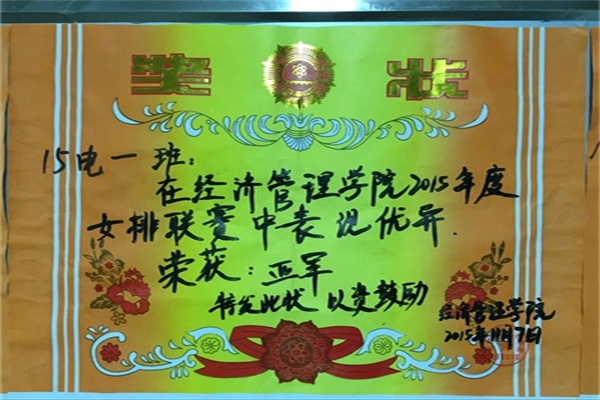 奖状
15电一班：
在经济管理学院2015年度
女排联赛中表现优异.
荣获：亚军
特发此状 以资鼓励
经济管理学院
2015年11月7日